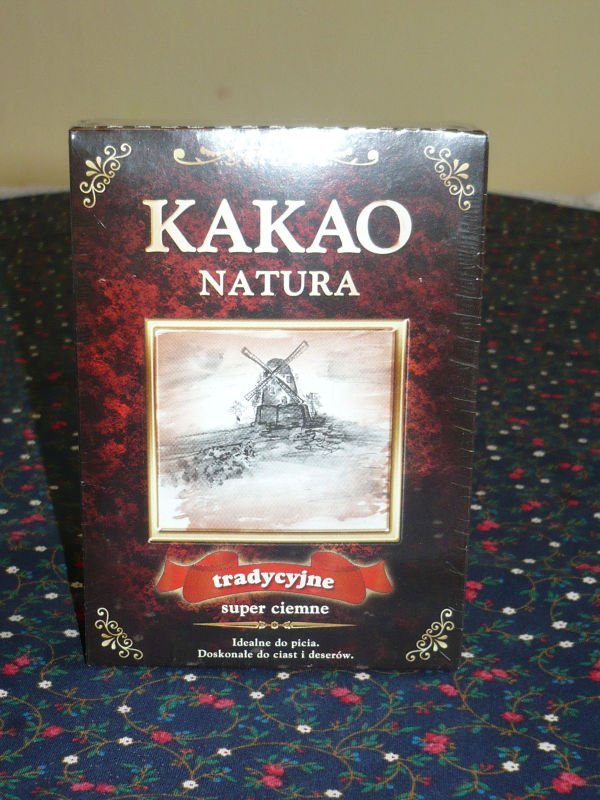 KAKAO
NATURA
tradycyjne
super ciemne
Idealne do picia.
Doskonałe do ciast i deserów.